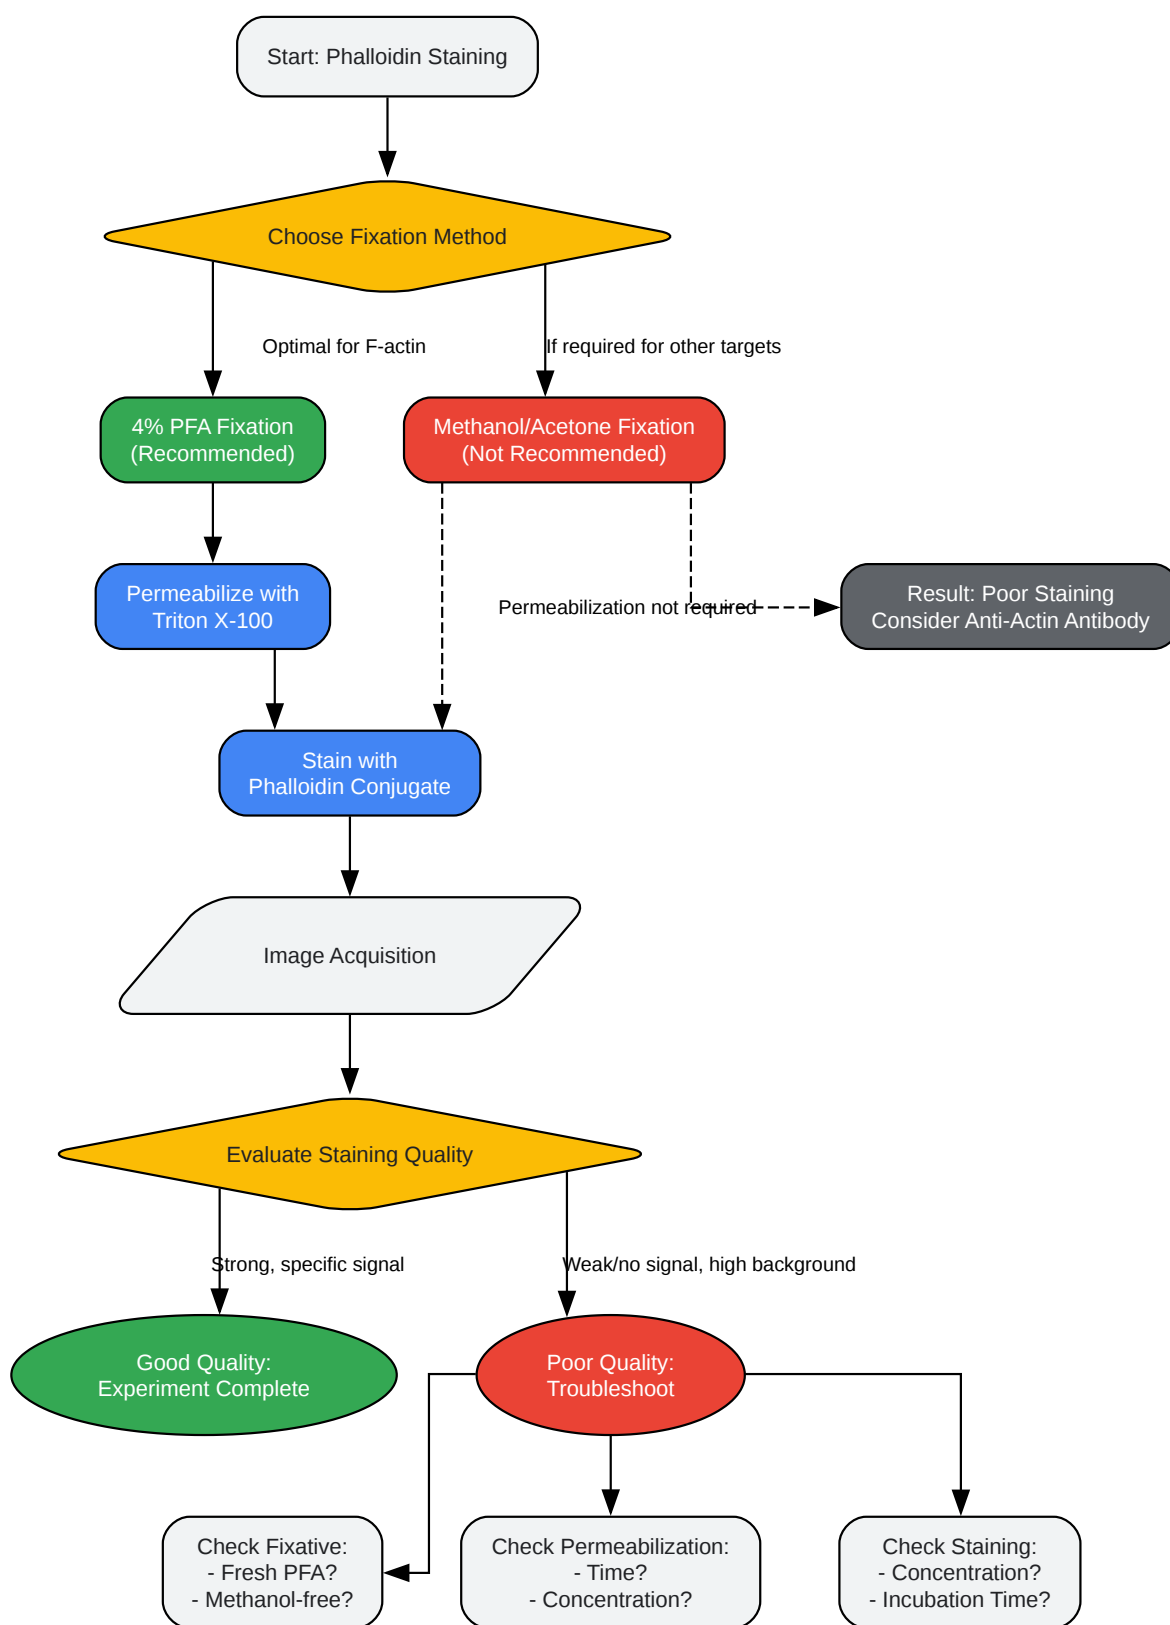 Start: Phalloidin Staining
Choose Fixation Method
Optimal for F-actin
If required for other targets
4% PFA Fixation
(Recommended)
Methanol/Acetone Fixation
(Not Recommended)
Permeabilize with
Triton X-100
Permeabilization not required
Result: Poor Staining
Consider Anti-Actin Antibody
Stain with
Phalloidin Conjugate
Image Acquisition
Evaluate Staining Quality
Strong, specific signal
Weak/no signal, high background
Good Quality:
Experiment Complete
Poor Quality:
Troubleshoot
Check Fixative:
- Fresh PFA?
- Methanol-free?
Check Permeabilization:
- Time?
- Concentration?
Check Staining:
- Concentration?
- Incubation Time?